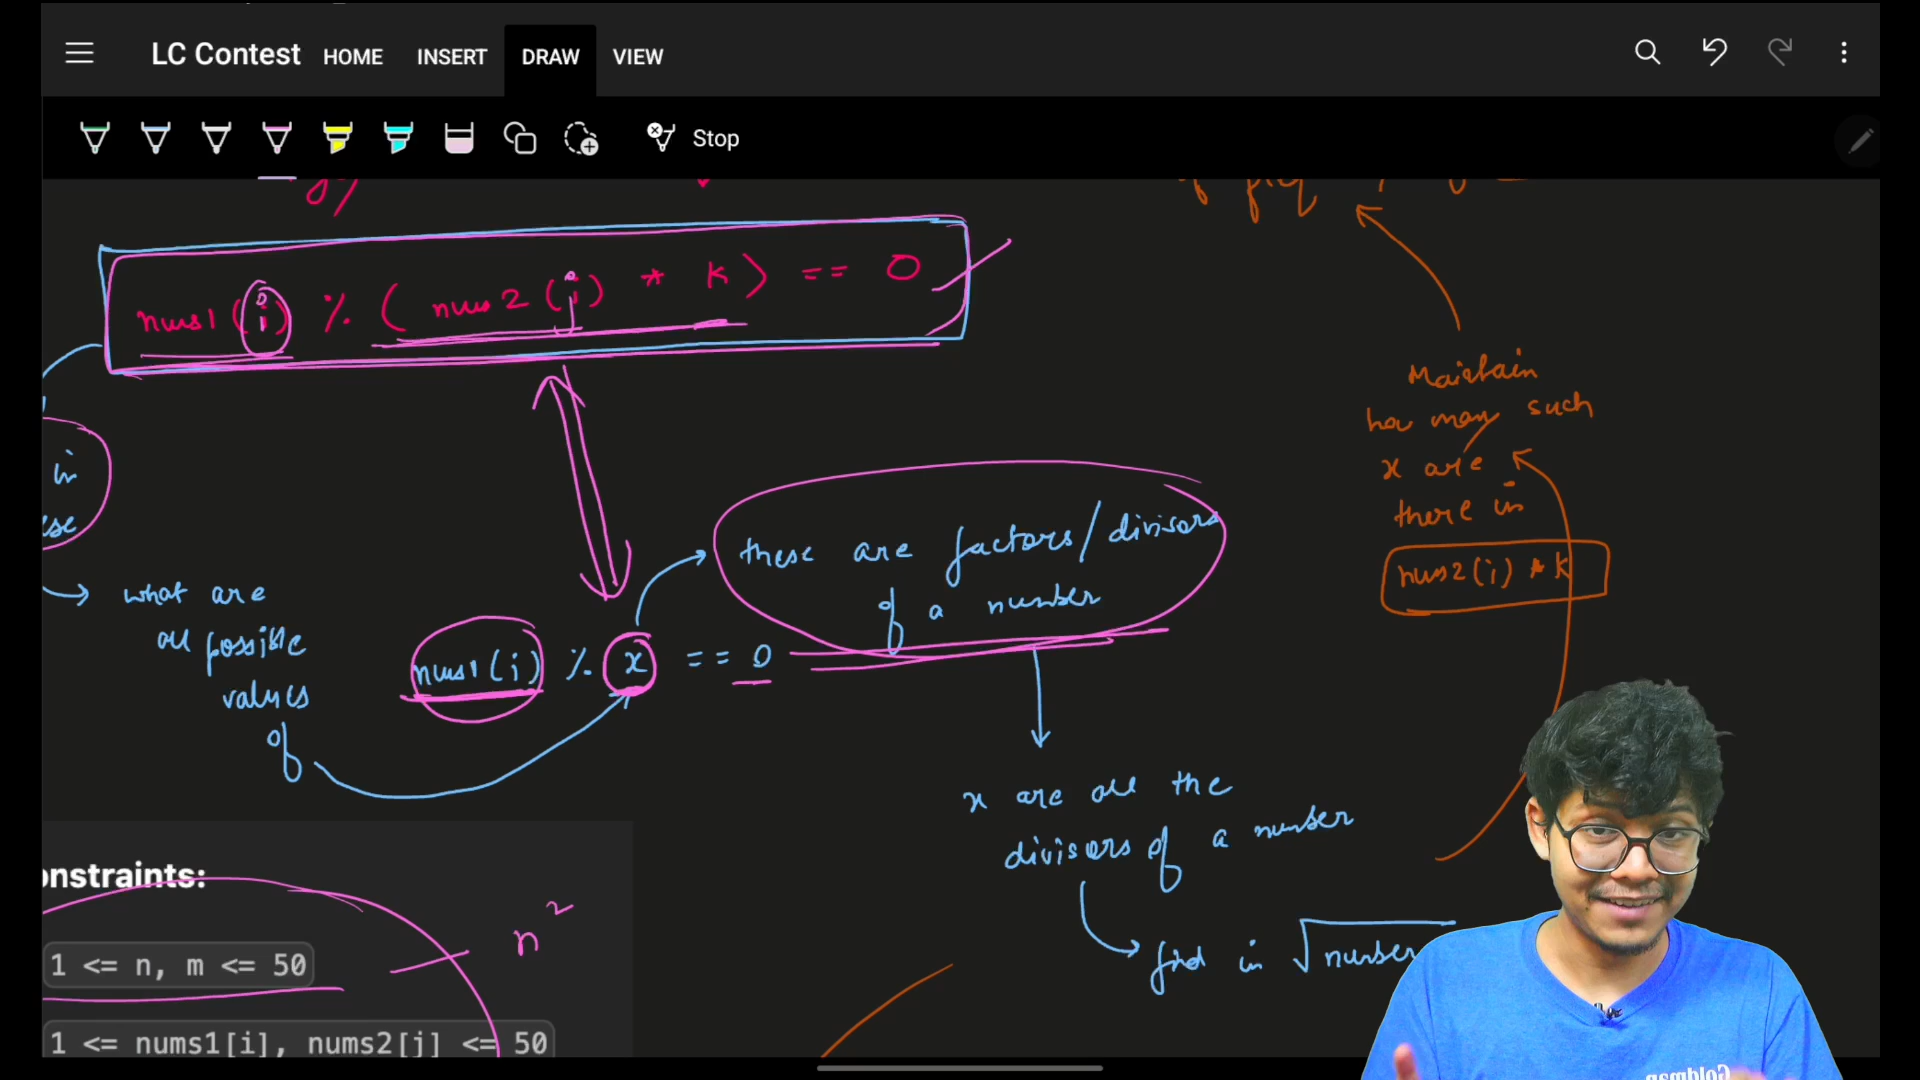 LC Contest HOME INSERT DRAW VIEW
Stop
nums1(i) % ( nums2(j) * k ) == 0
Maintain
how many such
x are
there in
nums2(i) * k
in
these are factors/divisors
of a number
what are
all possible
values
of
nums1(i) % x == 0
x are all the
divisors of a number
find in √number
onstraints:
n²
1 <= n, m <= 50
1 <= nums1[i], nums2[j] <= 50